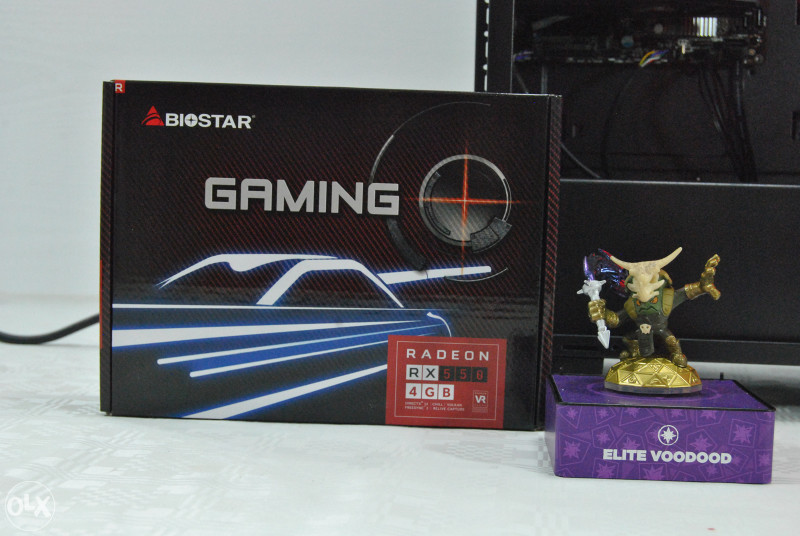 R
BIOSTAR
GAMING
RADEON
RX 550
4GB
VR
ELITE VOODOOD
OLX